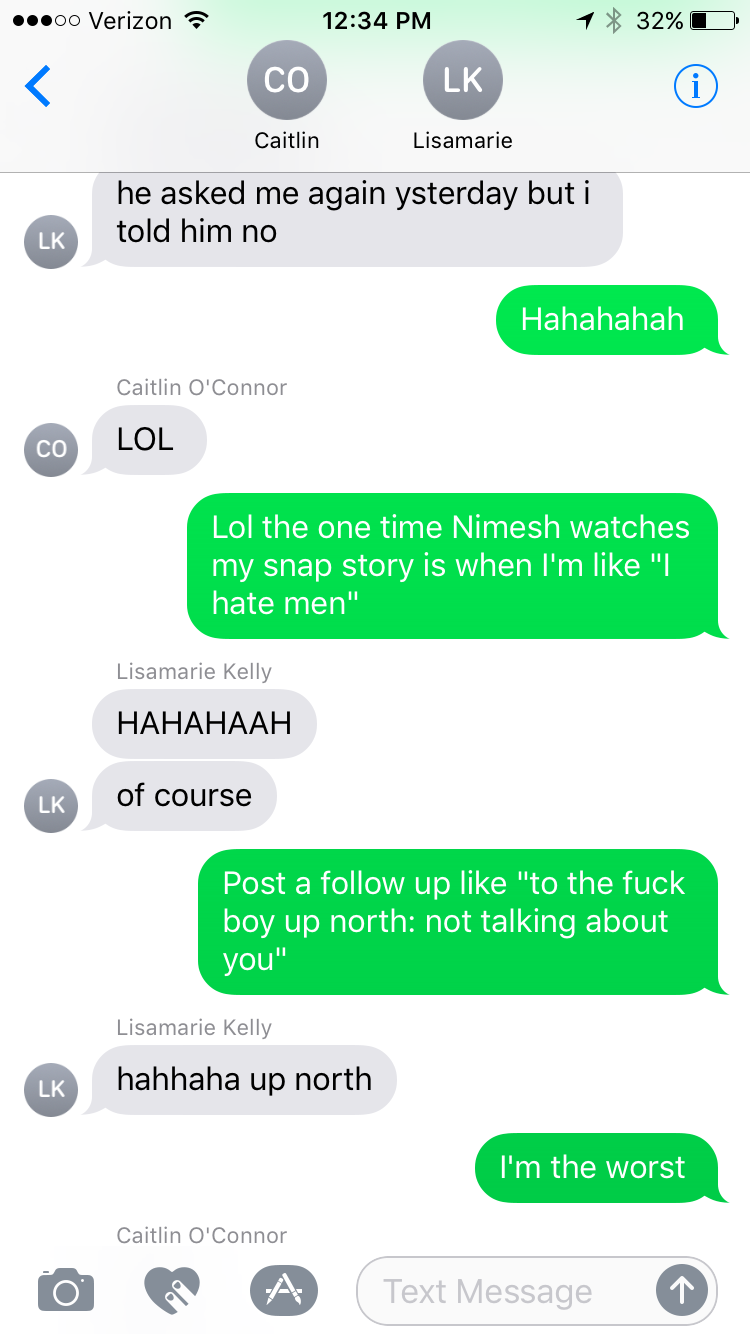 Verizon 12:34 PM 32%
CO LK
Caitlin Lisamarie
he asked me again ysterday but i
told him no
LK
Hahahahah
Caitlin O'Connor
LOL
CO
Lol the one time Nimesh watches
my snap story is when I'm like "I
hate men"
Lisamarie Kelly
HAHAHAAH
of course
LK
Post a follow up like "to the fuck
boy up north: not talking about
you"
Lisamarie Kelly
hahhaha up north
LK
I'm the worst
Caitlin O'Connor
Text Message